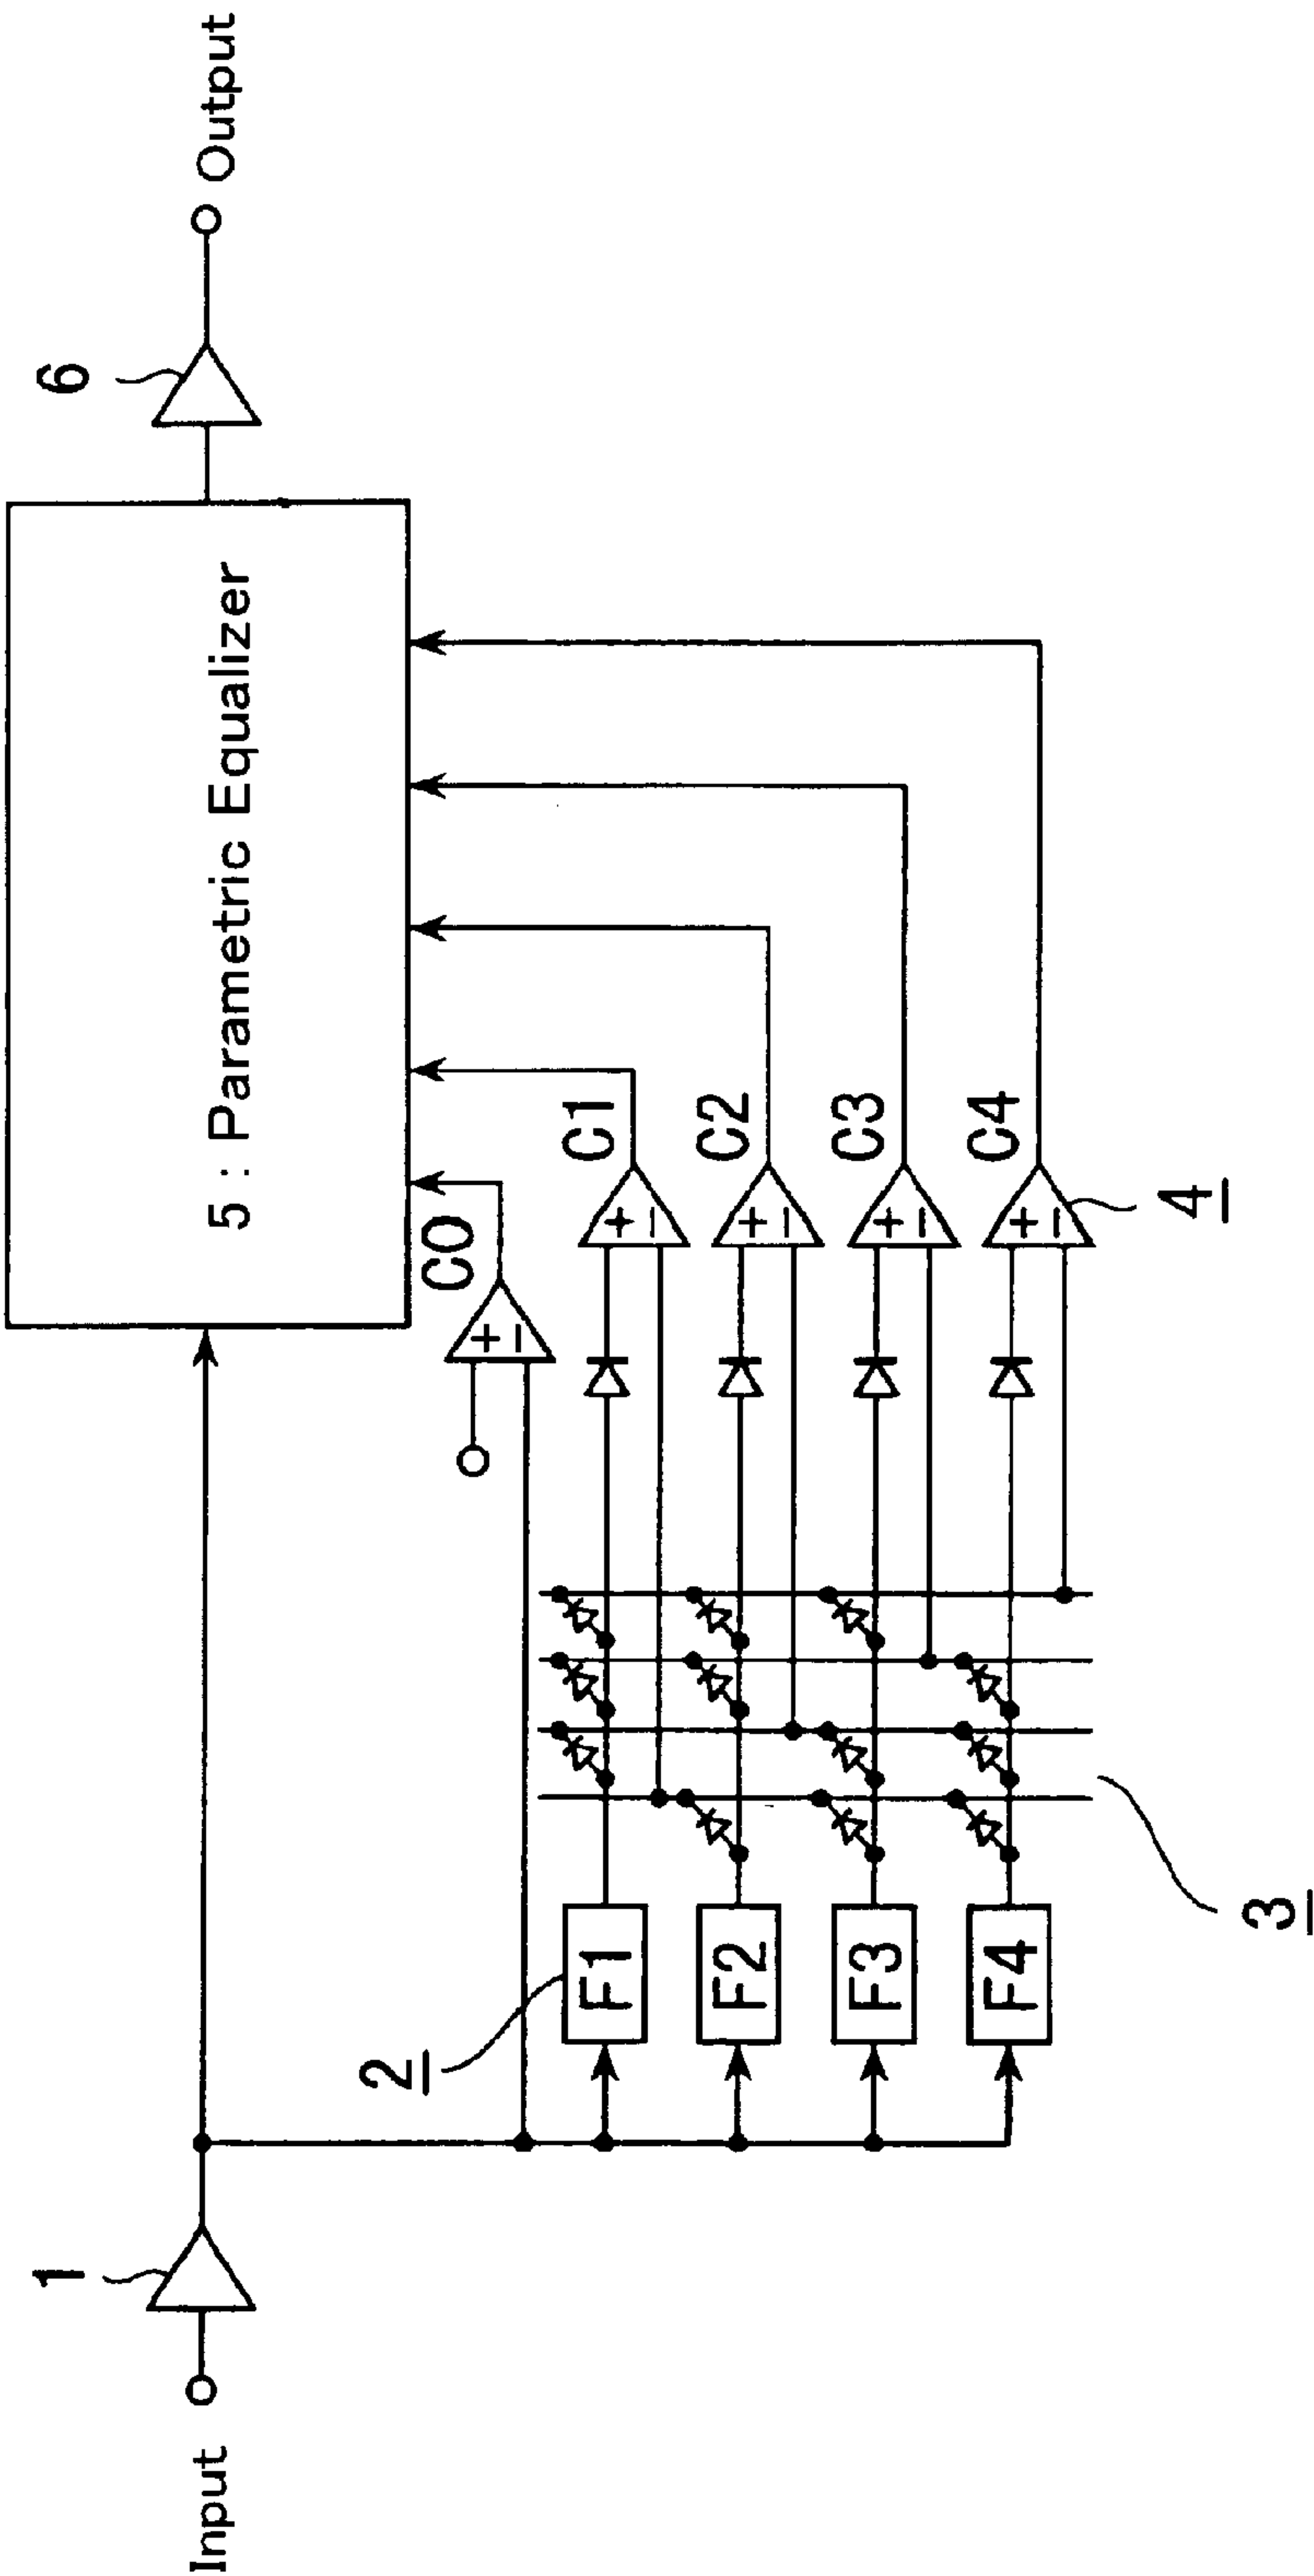 Input
1
5 : Parametric Equalizer
6
Output
C0
+
−
2
F1
F2
F3
F4
3
+
−
C1
+
−
C2
+
−
C3
+
−
C4
4